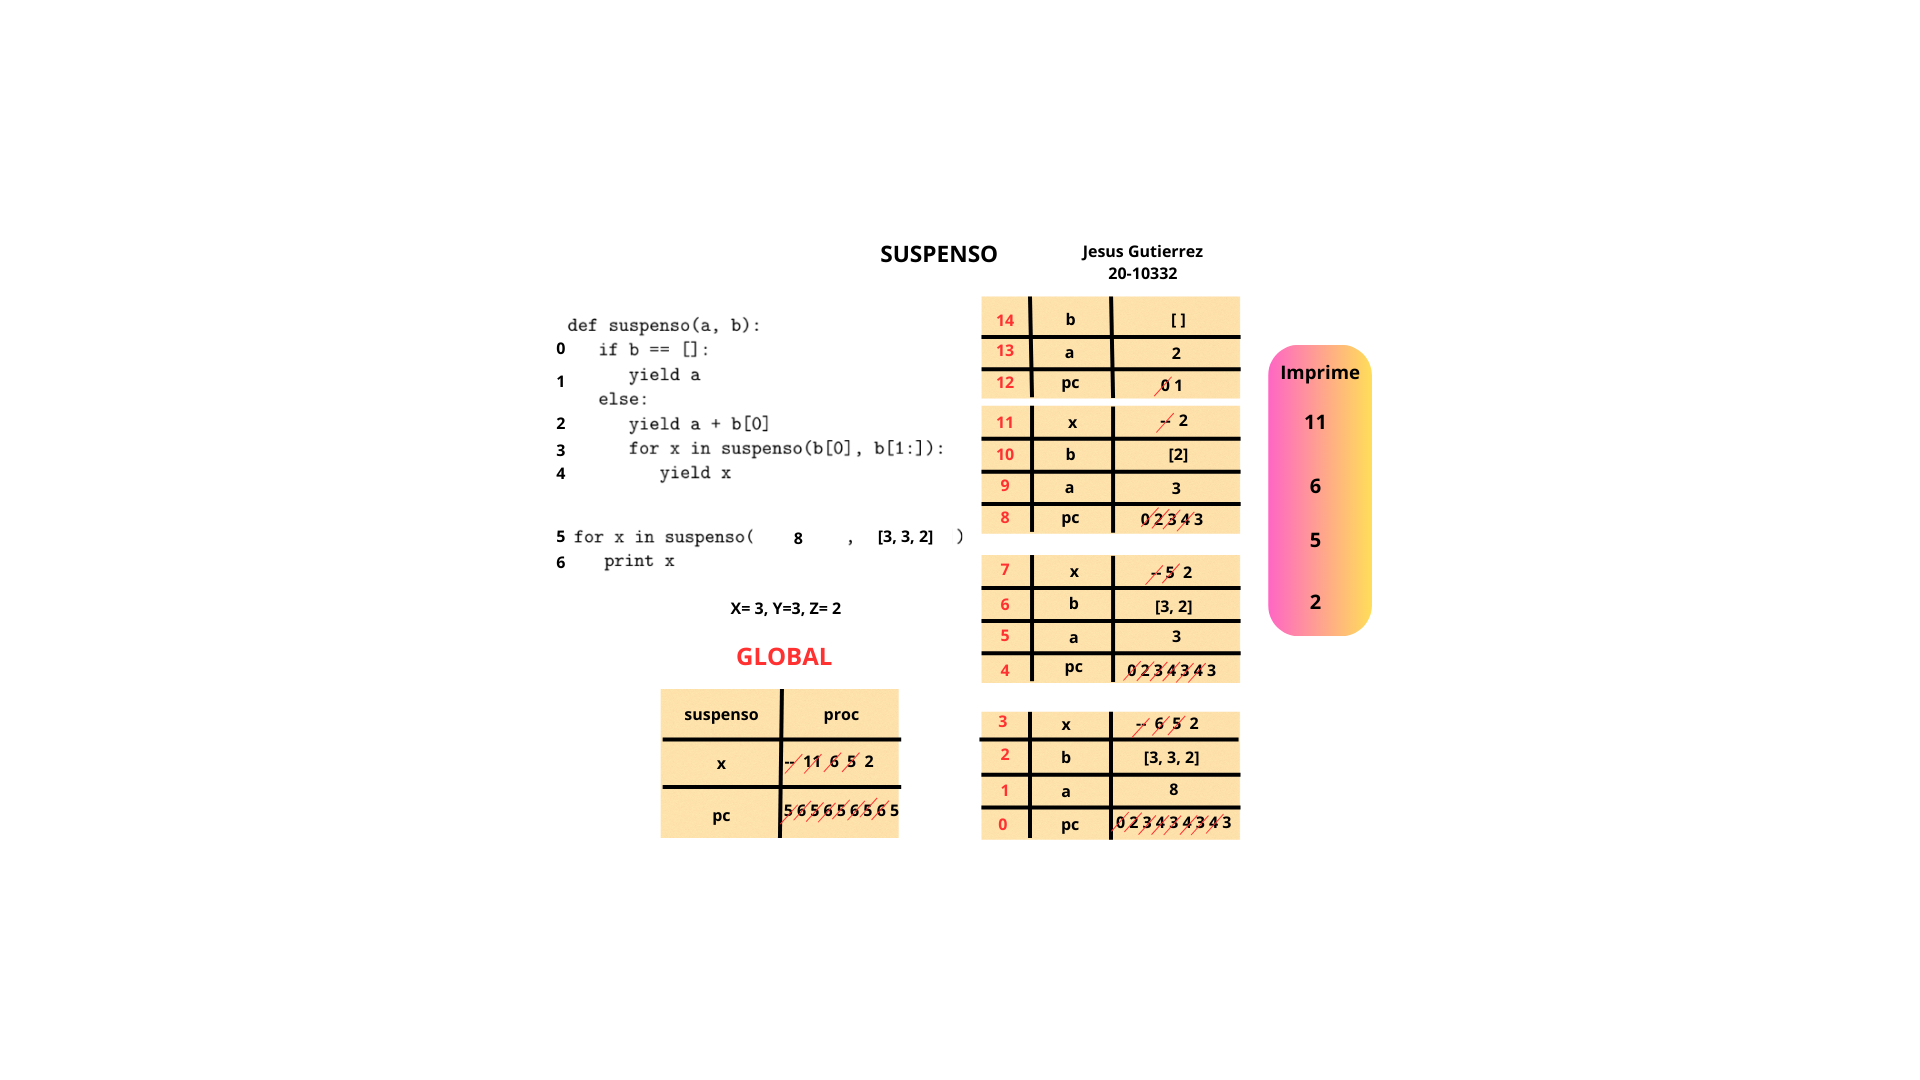 SUSPENSO
Jesus Gutierrez
20-10332
def suspenso(a, b):
0 if b == []:
1 yield a
else:
2 yield a + b[0]
3 for x in suspenso(b[0], b[1:]):
4 yield x
5 for x in suspenso( 8 , [3, 3, 2] )
6 print x
X= 3, Y=3, Z= 2
GLOBAL
suspenso proc
x -- 11 6 5 2
pc 5 6 5 6 5 6 5 6 5
14 b [ ]
13 a 2
12 pc 0 1
11 x -- 2
10 b [2]
9 a 3
8 pc 0 2 3 4 3
7 x -- 5 2
6 b [3, 2]
5 a 3
4 pc 0 2 3 4 3 4 3
3 x -- 6 5 2
2 b [3, 3, 2]
1 a 8
0 pc 0 2 3 4 3 4 3 4 3
Imprime
11
6
5
2